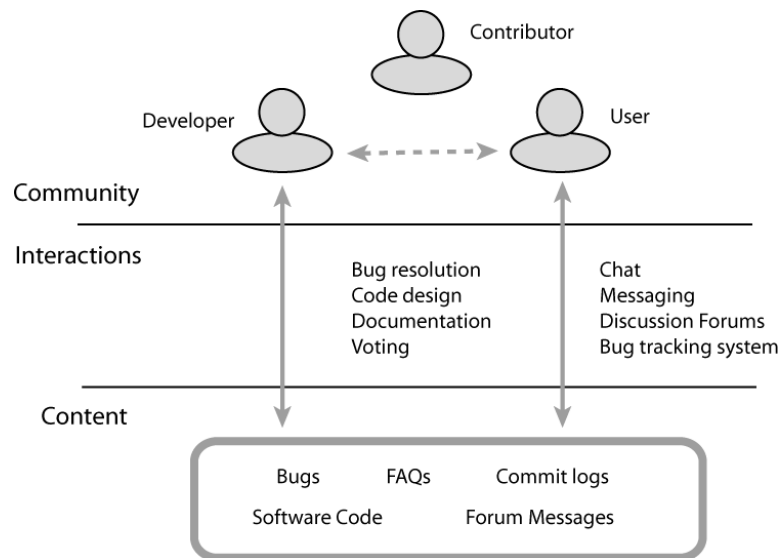 Contributor
Developer
User
Community
Interactions
Bug resolution
Code design
Documentation
Voting
Chat
Messaging
Discussion Forums
Bug tracking system
Content
Bugs
FAQs
Commit logs
Software Code
Forum Messages